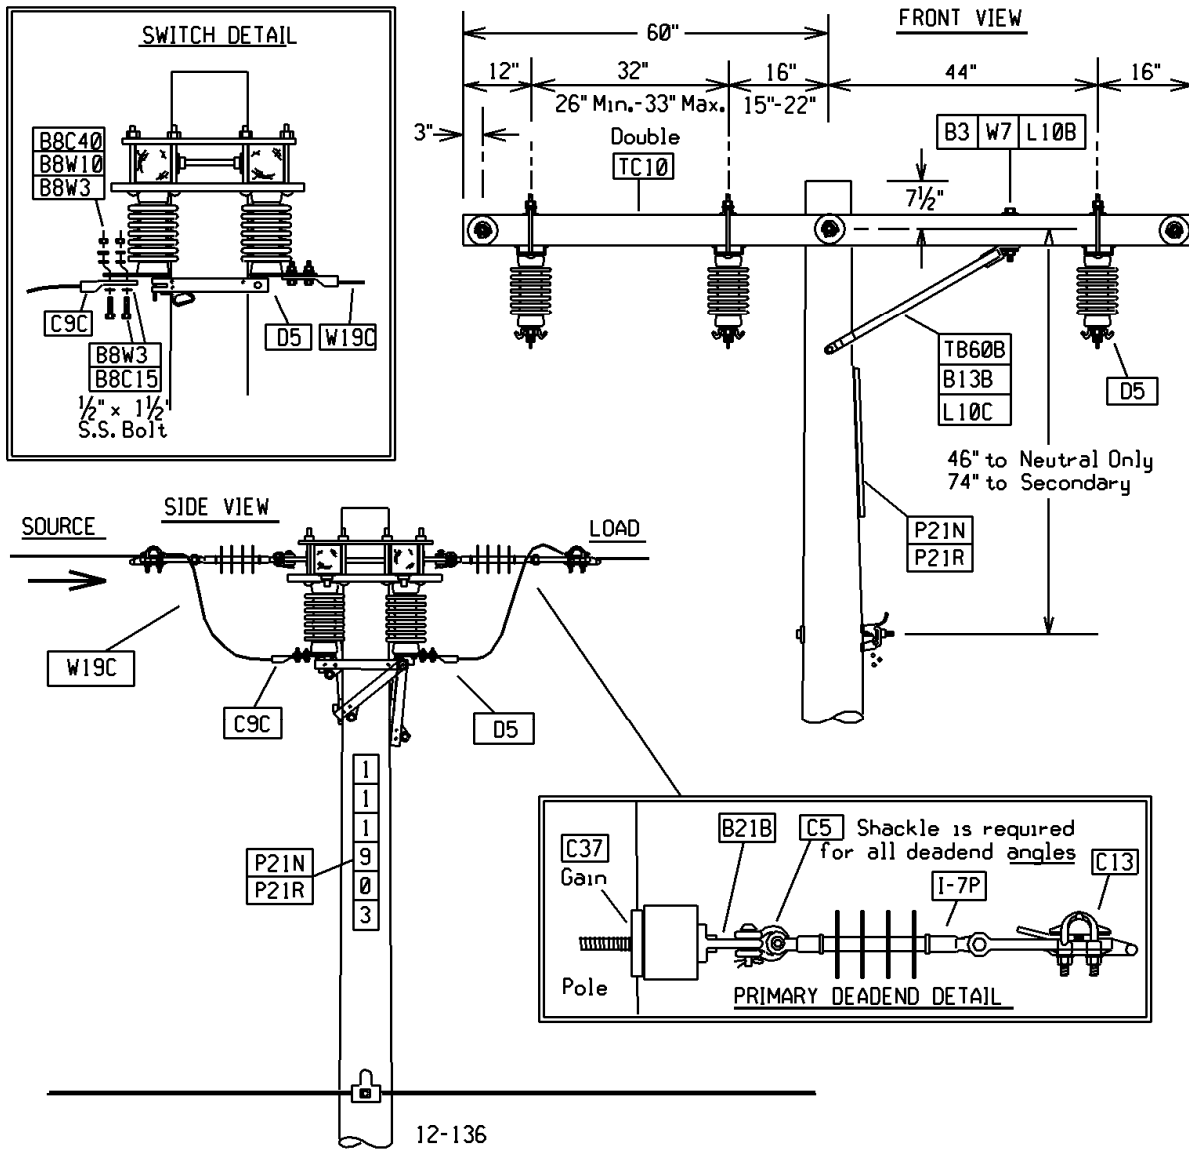 SWITCH DETAIL
B8C40
B8W10
B8W3
C9C
D5
W19C
B8W3
B8C15
½" × 1½"
S.S. Bolt
FRONT VIEW
60"
12"
32"
16"
44"
16"
26" Min.-33" Max.
15"-22"
3"
Double
TC10
B3 W7 L10B
7½"
TB60B
B13B
L10C
D5
46" to Neutral Only
74" to Secondary
P21N
P21R
SIDE VIEW
SOURCE
LOAD
W19C
C9C
D5
1
1
1
9
0
3
P21N
P21R
12-136
C37
Gain
B21B
C5
Shackle is required
for all deadend angles
I-7P
C13
Pole
PRIMARY DEADEND DETAIL